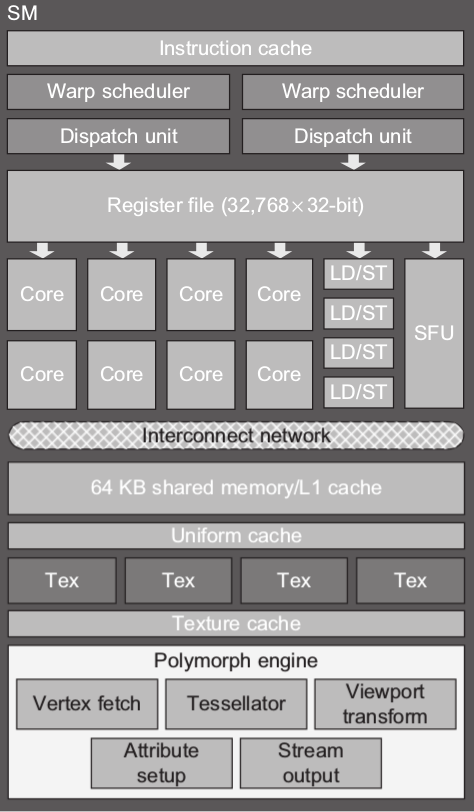 SM
Instruction cache
Warp scheduler Warp scheduler
Dispatch unit Dispatch unit
Register file (32,768×32-bit)
Core Core Core Core
LD/ST
LD/ST
LD/ST
LD/ST
SFU
Core Core Core Core
Interconnect network
64 KB shared memory/L1 cache
Uniform cache
Tex Tex Tex Tex
Texture cache
Polymorph engine
Vertex fetch
Tessellator
Viewport
transform
Attribute
setup
Stream
output